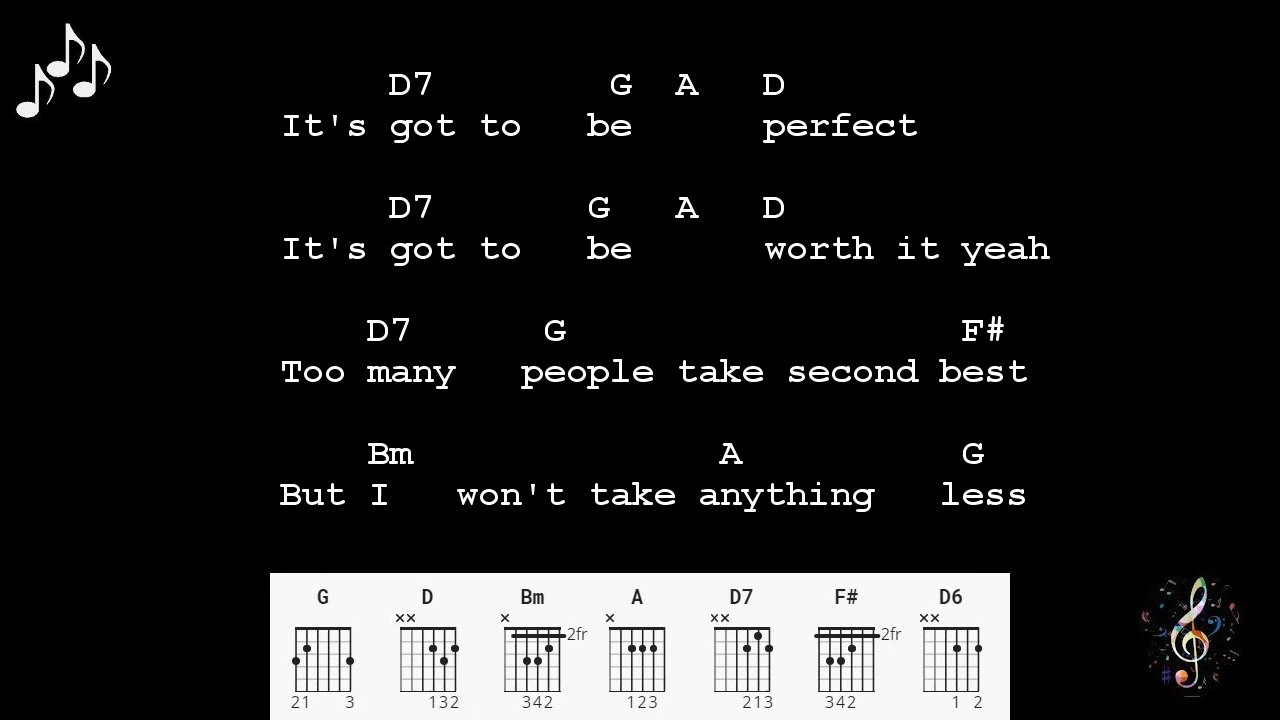 D7 G A D
It's got to be perfect
D7 G A D
It's got to be worth it yeah
D7 G F#
Too many people take second best
Bm A G
But I won't take anything less
G D Bm A D7 F# D6
×× × × ×× ××
2fr 2fr
21 3 132 342 123 213 342 1 2